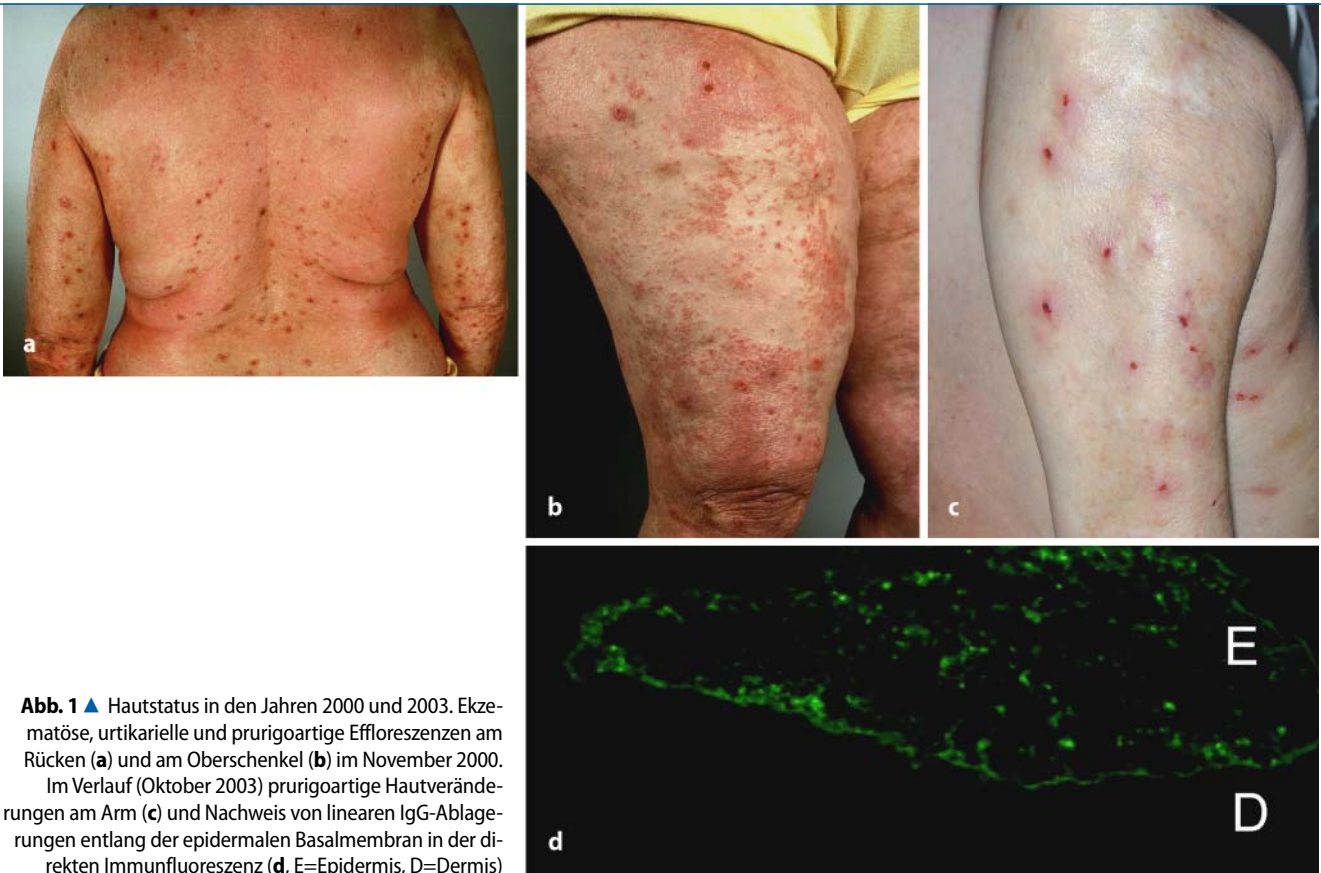 a
b
c
E
D
d
Abb. 1 ▲ Hautstatus in den Jahren 2000 und 2003. Ekze-
matöse, urtikarielle und prurigoartige Effloreszenzen am
Rücken (a) und am Oberschenkel (b) im November 2000.
Im Verlauf (Oktober 2003) prurigoartige Hautverände-
rungen am Arm (c) und Nachweis von linearen IgG-Ablage-
rungen entlang der epidermalen Basalmembran in der di-
rekten Immunfluoreszenz (d, E=Epidermis, D=Dermis)